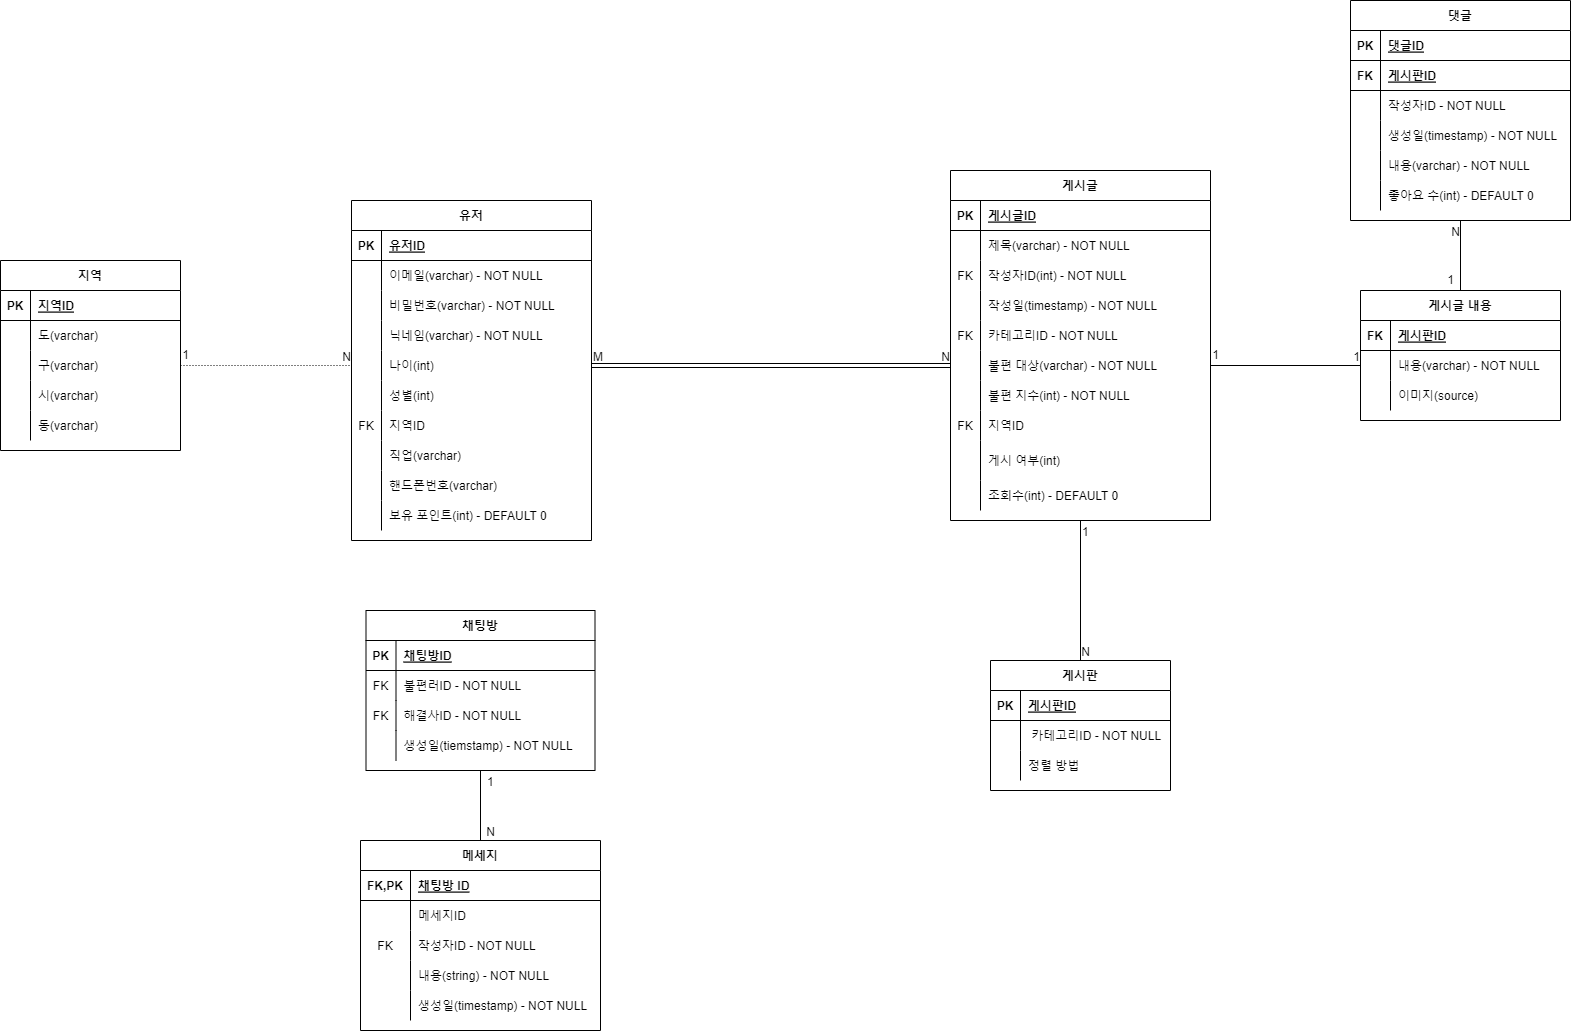 댓글
PK 댓글ID
FK 게시판ID
작성자ID - NOT NULL
생성일(timestamp) - NOT NULL
내용(varchar) - NOT NULL
좋아요 수(int) - DEFAULT 0
N
1
게시글
PK 게시글ID
제목(varchar) - NOT NULL
FK 작성자ID(int) - NOT NULL
작성일(timestamp) - NOT NULL
FK 카테고리ID - NOT NULL
불편 대상(varchar) - NOT NULL
불편 지수(int) - NOT NULL
FK 지역ID
게시 여부(int)
조회수(int) - DEFAULT 0
유저
PK 유저ID
이메일(varchar) - NOT NULL
비밀번호(varchar) - NOT NULL
닉네임(varchar) - NOT NULL
나이(int)
성별(int)
FK 지역ID
직업(varchar)
핸드폰번호(varchar)
보유 포인트(int) - DEFAULT 0
지역
PK 지역ID
도(varchar)
구(varchar)
시(varchar)
동(varchar)
1
N
M
N
1
1
게시글 내용
FK 게시판ID
내용(varchar) - NOT NULL
이미지(source)
1
N
게시판
PK 게시판ID
카테고리ID - NOT NULL
정렬 방법
채팅방
PK 채팅방ID
FK 불편러ID - NOT NULL
FK 해결사ID - NOT NULL
생성일(tiemstamp) - NOT NULL
1
N
메세지
FK,PK 채팅방 ID
메세지ID
FK 작성자ID - NOT NULL
내용(string) - NOT NULL
생성일(timestamp) - NOT NULL